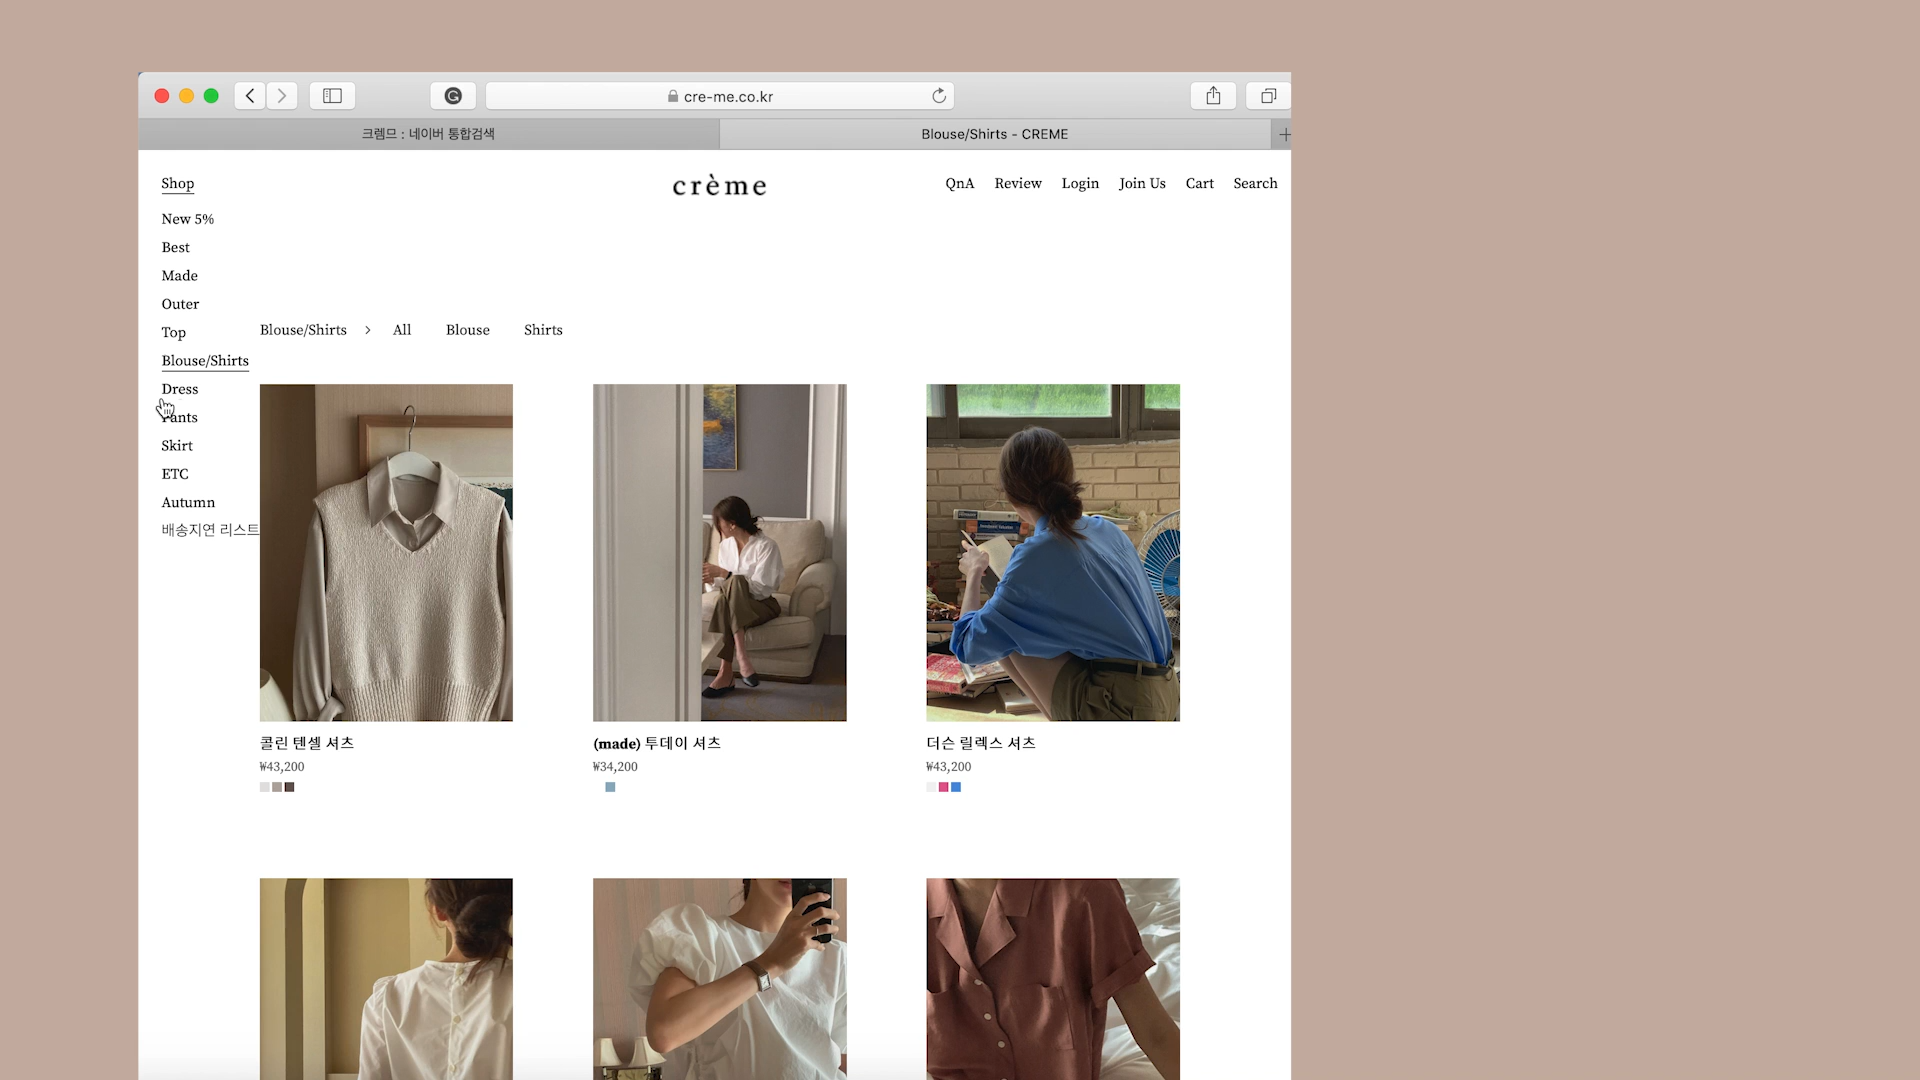 cre-me.co.kr
크렘므 : 네이버 통합검색
Blouse/Shirts - CREME
Shop
crème
QnA Review Login Join Us Cart Search
New 5%
Best
Made
Outer
Top
Blouse/Shirts > All Blouse Shirts
Blouse/Shirts
Dress
Pants
Skirt
ETC
Autumn
배송지연 리스트
콜린 텐셀 셔츠
₩43,200
(made) 투데이 셔츠
₩34,200
더슨 릴렉스 셔츠
₩43,200